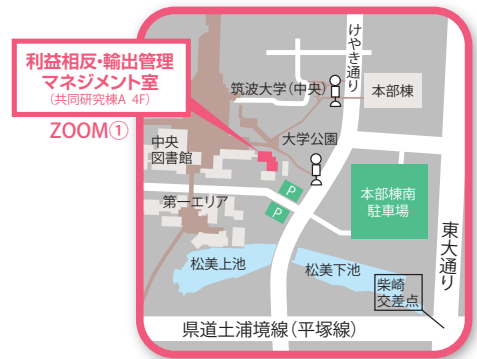 利益相反・輸出管理
マネジメント室
(共同研究棟A 4F)
ZOOM①
けやき通り
筑波大学(中央)
本部棟
中央
図書館
大学公園
第一エリア
P
P
本部棟南
駐車場
東大通り
松美上池
松美下池
柴崎
交差点
県道土浦境線(平塚線)